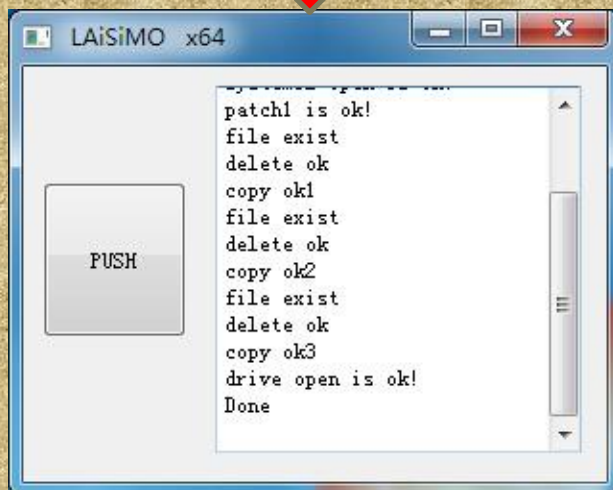 LAiSiMO x64
PUSH
patch1 is ok!
file exist
delete ok
copy ok1
file exist
delete ok
copy ok2
file exist
delete ok
copy ok3
drive open is ok!
Done